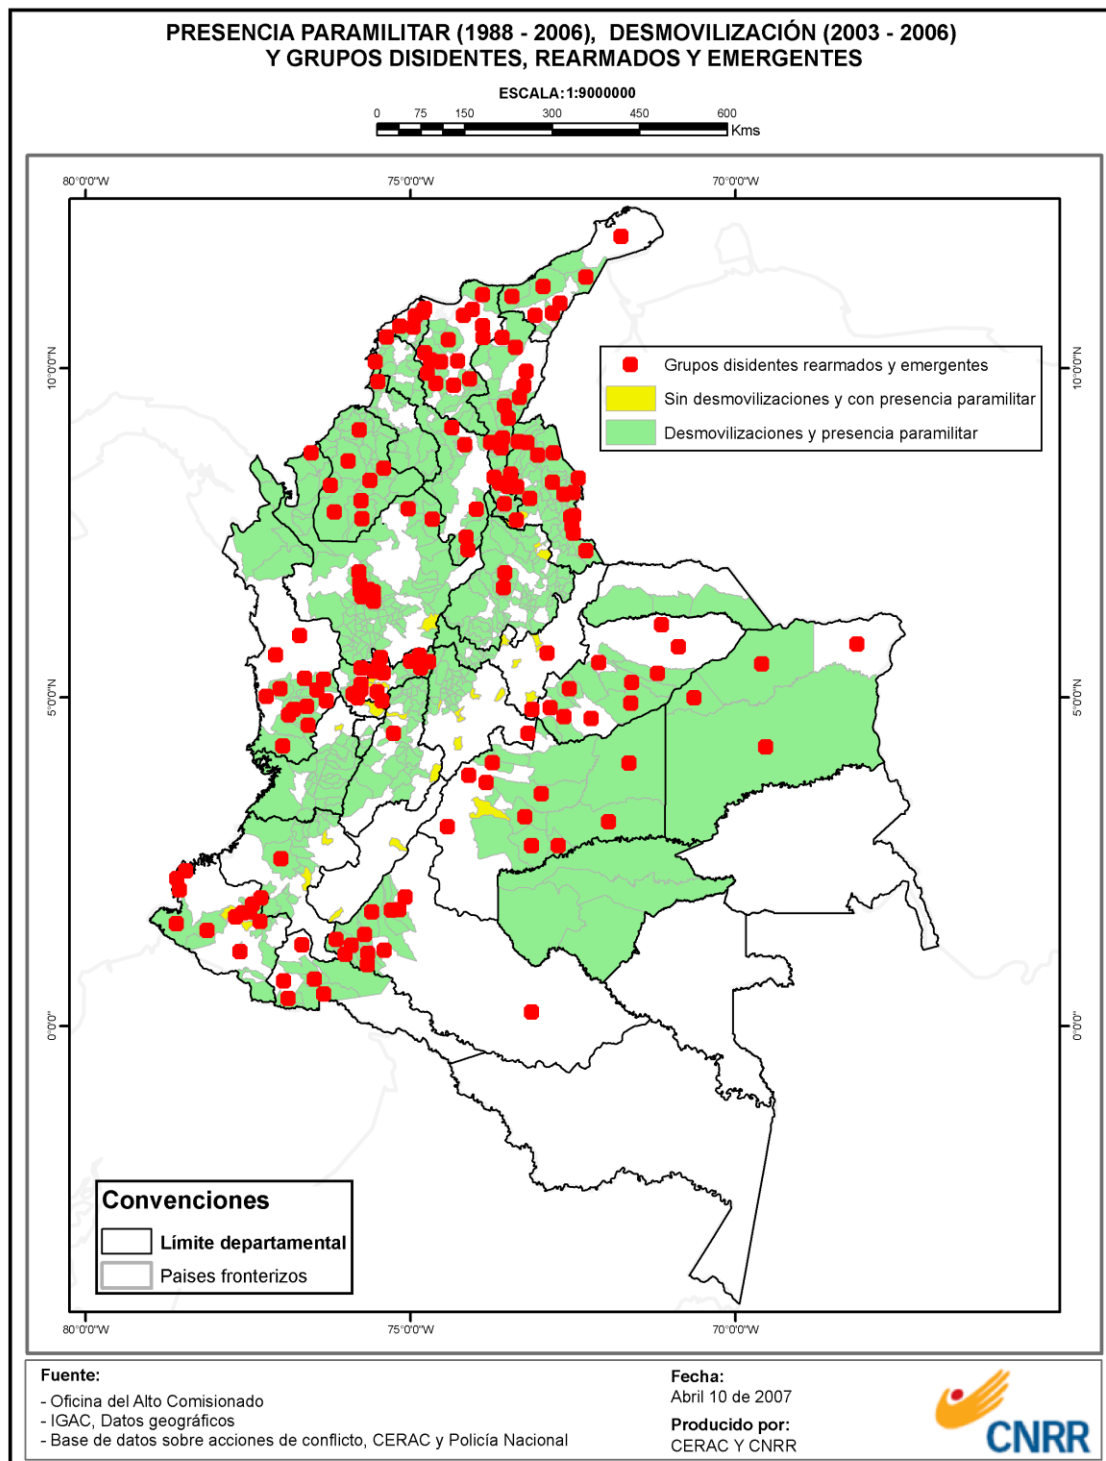 PRESENCIA PARAMILITAR (1988 - 2006), DESMOVILIZACIÓN (2003 - 2006)
Y GRUPOS DISIDENTES, REARMADOS Y EMERGENTES
ESCALA:1:9000000
0 75 150 300 450 600
Kms
80°0'0"W 75°0'0"W 70°0'0"W
10°0'0"N 10°0'0"N
Grupos disidentes rearmados y emergentes
Sin desmovilizaciones y con presencia paramilitar
Desmovilizaciones y presencia paramilitar
5°0'0"N 5°0'0"N
0°0'0" 0°0'0"
Convenciones
Límite departamental
Paises fronterizos
80°0'0"W 75°0'0"W 70°0'0"W
Fuente:
- Oficina del Alto Comisionado
- IGAC, Datos geográficos
- Base de datos sobre acciones de conflicto, CERAC y Policía Nacional
Fecha:
Abril 10 de 2007
Producido por:
CERAC Y CNRR
CNRR